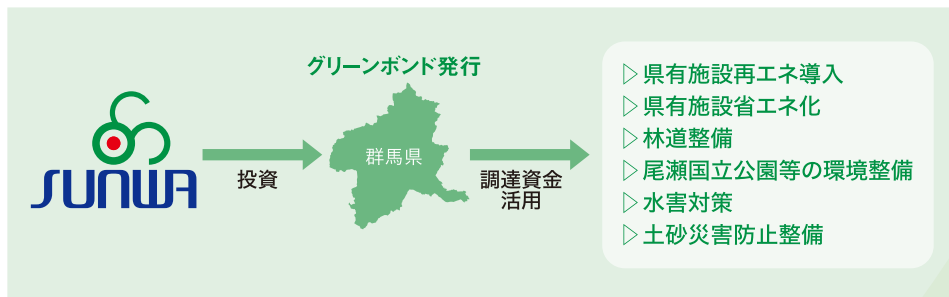 グリーンボンド発行
SUNWA
投資
群馬県
調達資金
活用
▷県有施設再エネ導入
▷県有施設省エネ化
▷林道整備
▷尾瀬国立公園等の環境整備
▷水害対策
▷土砂災害防止整備